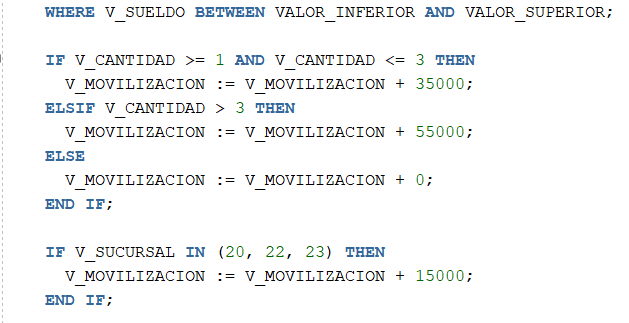 WHERE V_SUELDO BETWEEN VALOR_INFERIOR AND VALOR_SUPERIOR;
IF V_CANTIDAD >= 1 AND V_CANTIDAD <= 3 THEN
V_MOVILIZACION := V_MOVILIZACION + 35000;
ELSIF V_CANTIDAD > 3 THEN
V_MOVILIZACION := V_MOVILIZACION + 55000;
ELSE
V_MOVILIZACION := V_MOVILIZACION + 0;
END IF;
IF V_SUCURSAL IN (20, 22, 23) THEN
V_MOVILIZACION := V_MOVILIZACION + 15000;
END IF;